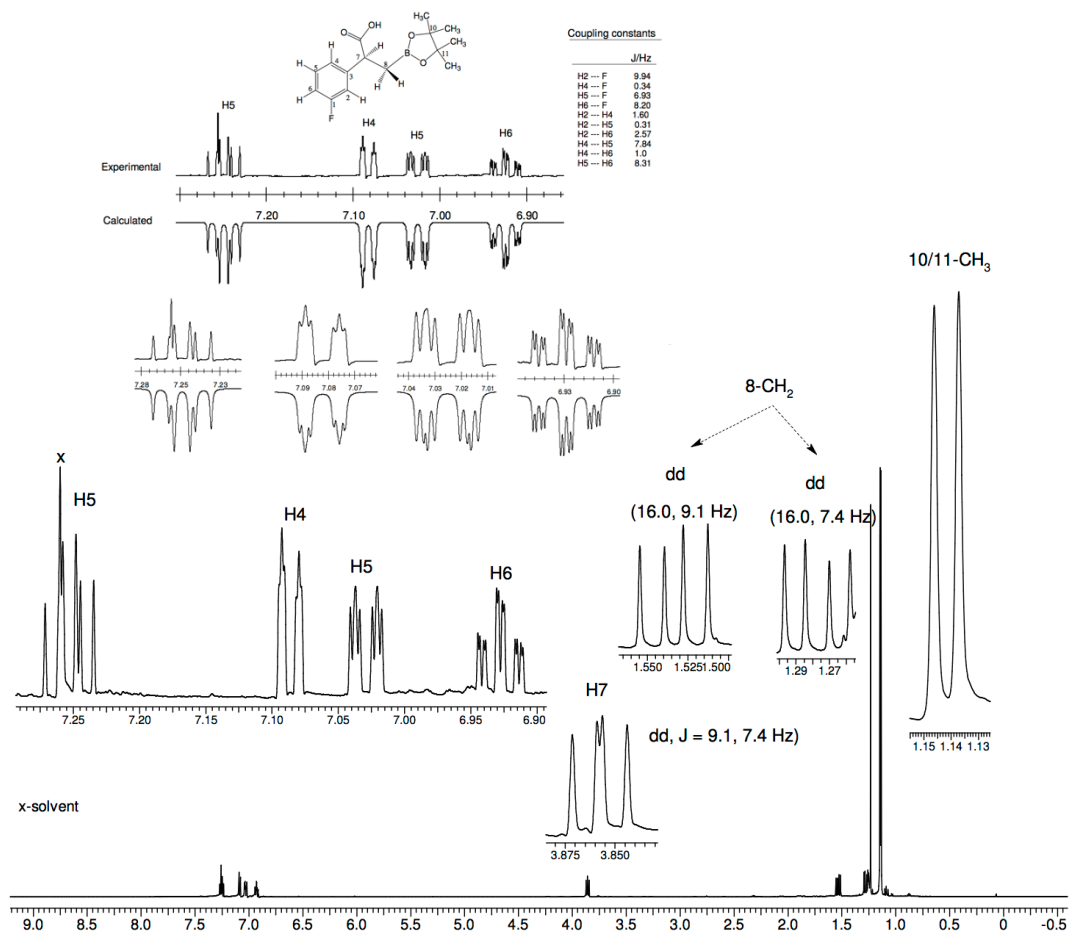 H₃C
CH₃
OH
O
10
O
CH₃
H
H
7
8
B
11
H
4
O
CH₃
5
3
H
H
6
2
H
1
H
F
Coupling constants
J/Hz
H2 --- F 9.94
H4 --- F 0.34
H5 --- F 6.93
H6 --- F 8.20
H2 --- H4 1.60
H2 --- H5 0.31
H2 --- H6 2.57
H4 --- H5 7.84
H4 --- H6 1.0
H5 --- H6 8.31
H5 H4 H5 H6
Experimental
7.20 7.10 7.00 6.90
Calculated
7.28 7.25 7.23
7.09 7.08 7.07
7.04 7.03 7.02 7.01
6.93 6.90
10/11-CH₃
8-CH₂
x
H5
H4
H5
H6
dd
(16.0, 9.1 Hz)
dd
(16.0, 7.4 Hz)
1.550 1.525 1.500
1.29 1.27
7.25 7.20 7.15 7.10 7.05 7.00 6.95 6.90
H7
dd, J = 9.1, 7.4 Hz)
1.15 1.14 1.13
3.875 3.850
x-solvent
9.0 8.5 8.0 7.5 7.0 6.5 6.0 5.5 5.0 4.5 4.0 3.5 3.0 2.5 2.0 1.5 1.0 0.5 0 -0.5